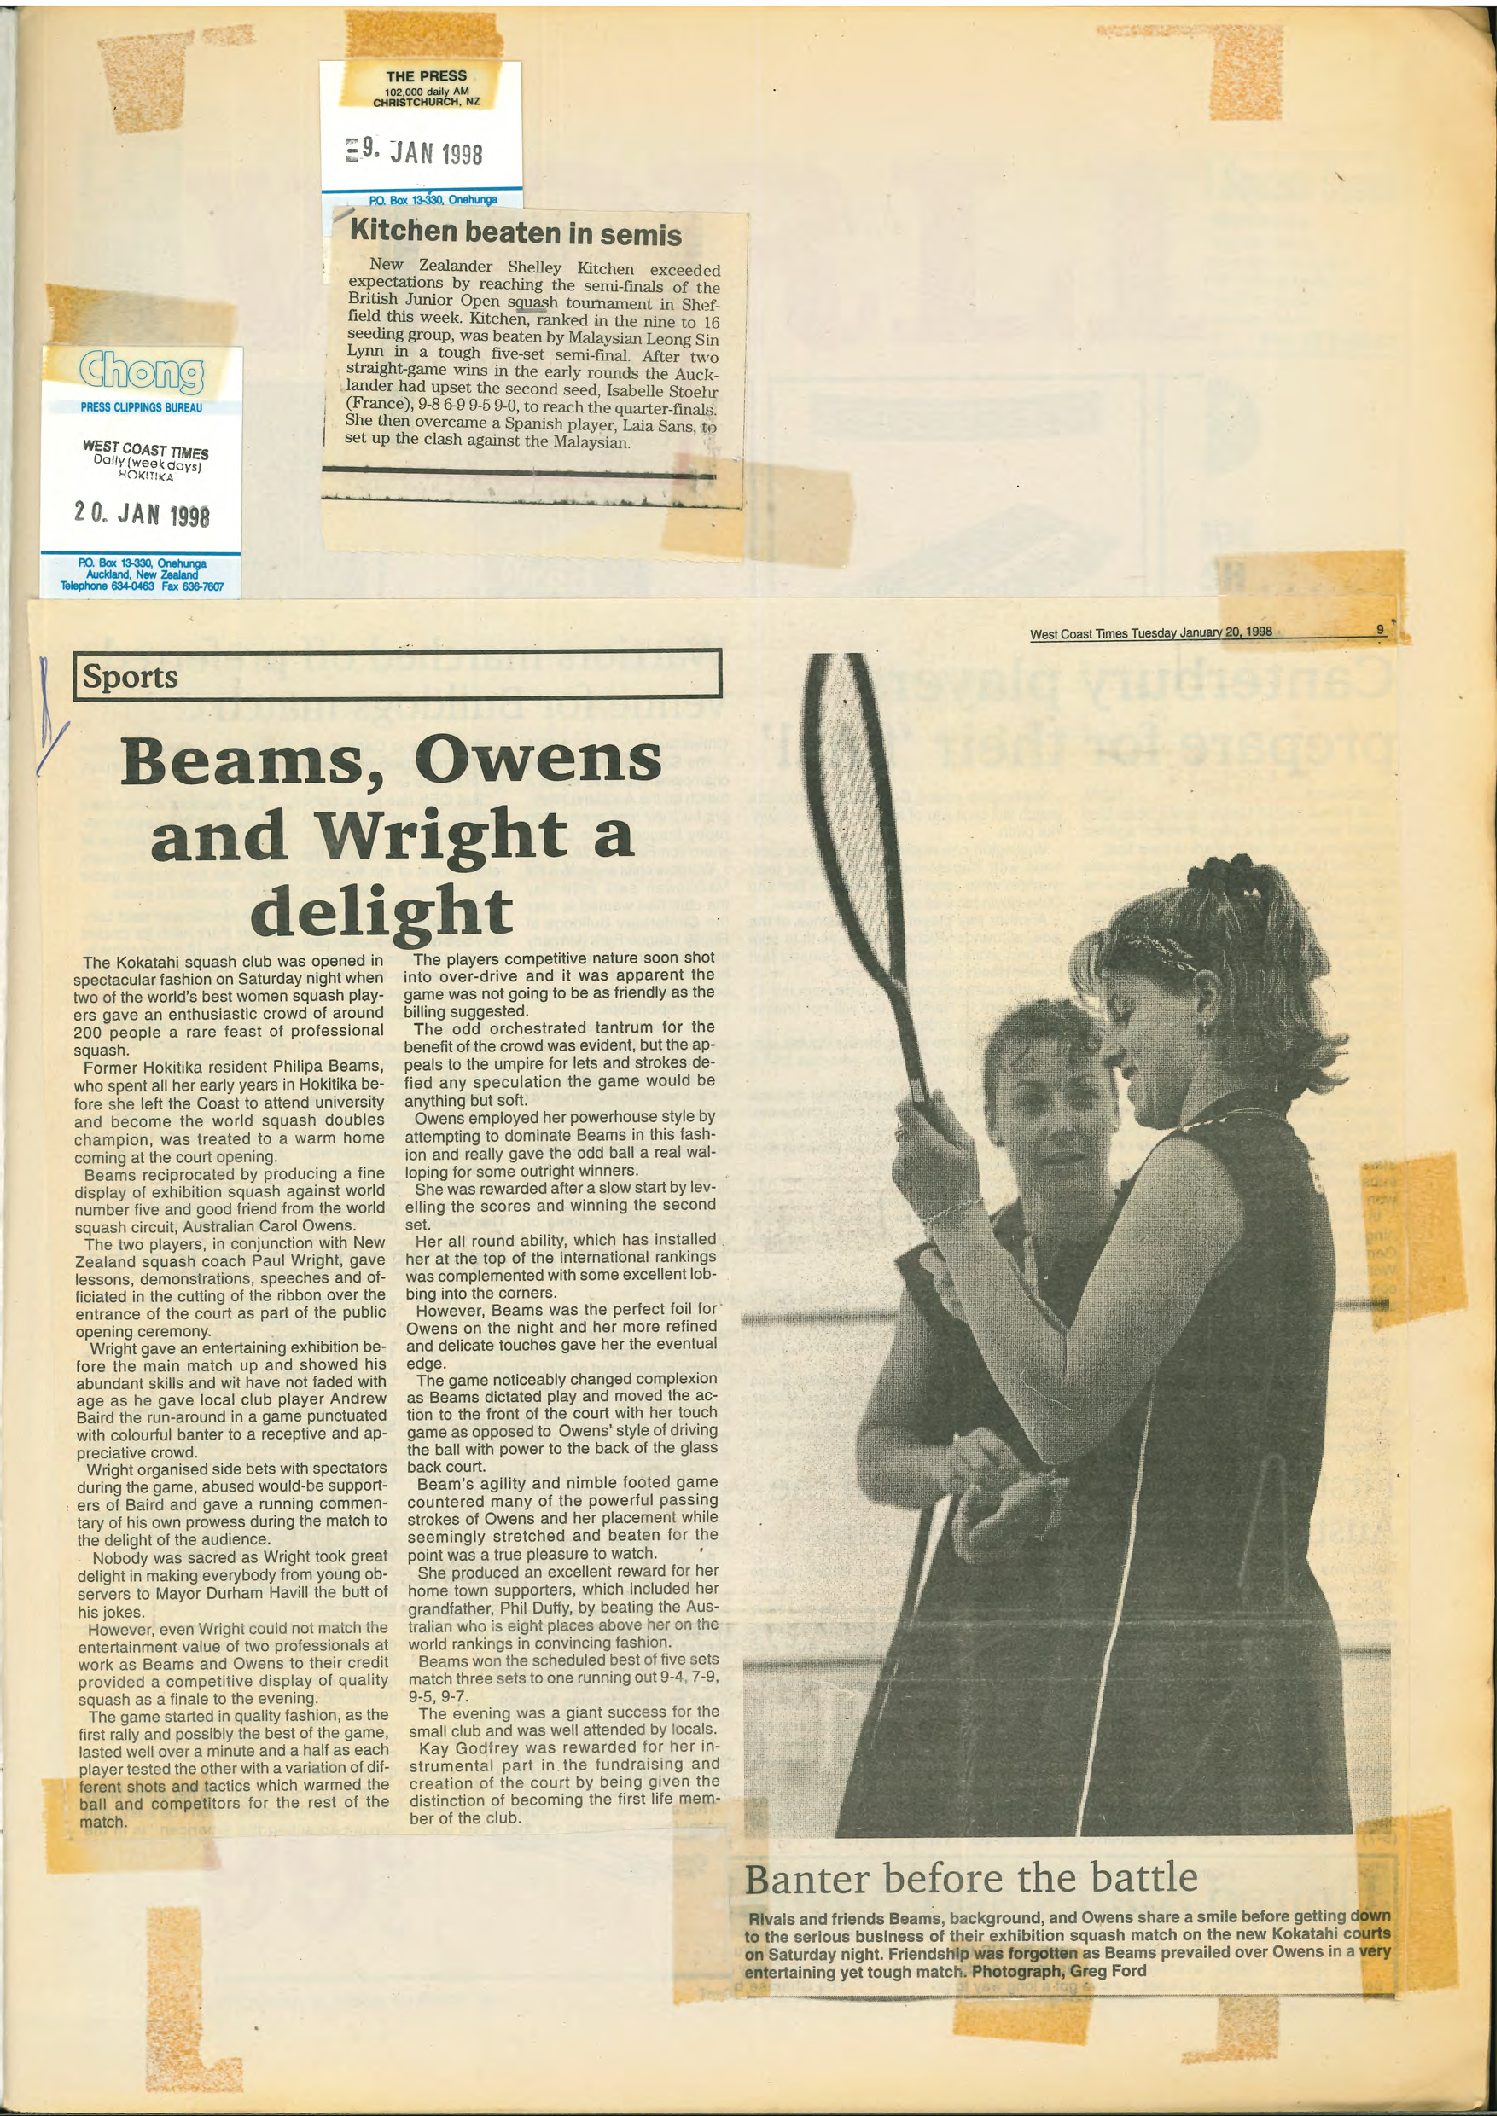 THE PRESS
102,000 daily AM
CHRISTCHURCH, NZ
9. JAN 1998
P.O. Box 13-330, Onehunga
Kitchen beaten in semis
New Zealander Shelley Kitchen exceeded
expectations by reaching the semi-finals of the
British Junior Open squash tournament in Shef-
field this week. Kitchen, ranked in the nine to 16
seeding group, was beaten by Malaysian Leong Sin
Lynn in a tough five-set semi-final. After two
straight-game wins in the early rounds the Auck-
lander had upset the second seed, Isabelle Stoehr
(France), 9-8 6-9 9-5 9-0, to reach the quarter-finals.
She then overcame a Spanish player, Laia Sans, to
set up the clash against the Malaysian.
Chong
PRESS CLIPPINGS BUREAU
WEST COAST TIMES
Daily (weekdays)
HOKITIKA
20. JAN 1998
P.O. Box 13-330, Onehunga
Auckland, New Zealand
Telephone 634-0463 Fax 636-7607
West Coast Times Tuesday January 20, 1998 9
Sports
Beams, Owens
and Wright a
delight
The Kokatahi squash club was opened in
spectacular fashion on Saturday night when
two of the world's best women squash play-
ers gave an enthusiastic crowd of around
200 people a rare feast of professional
squash.
Former Hokitika resident Philipa Beams,
who spent all her early years in Hokitika be-
fore she left the Coast to attend university
and become the world squash doubles
champion, was treated to a warm home
coming at the court opening.
Beams reciprocated by producing a fine
display of exhibition squash against world
number five and good friend from the world
squash circuit, Australian Carol Owens.
The two players, in conjunction with New
Zealand squash coach Paul Wright, gave
lessons, demonstrations, speeches and of-
ficiated in the cutting of the ribbon over the
entrance of the court as part of the public
opening ceremony.
Wright gave an entertaining exhibition be-
fore the main match up and showed his
abundant skills and wit have not faded with
age as he gave local club player Andrew
Baird the run-around in a game punctuated
with colourful banter to a receptive and ap-
preciative crowd.
Wright organised side bets with spectators
during the game, abused would-be support-
ers of Baird and gave a running commen-
tary of his own prowess during the match to
the delight of the audience.
Nobody was sacred as Wright took great
delight in making everybody from young ob-
servers to Mayor Durham Havill the butt of
his jokes.
However, even Wright could not match the
entertainment value of two professionals at
work as Beams and Owens to their credit
provided a competitive display of quality
squash as a finale to the evening.
The game started in quality fashion, as the
first rally and possibly the best of the game,
lasted well over a minute and a half as each
player tested the other with a variation of dif-
ferent shots and tactics which warmed the
ball and competitors for the rest of the
match.
The players competitive nature soon shot
into over-drive and it was apparent the
game was not going to be as friendly as the
billing suggested.
The odd orchestrated tantrum for the
benefit of the crowd was evident, but the ap-
peals to the umpire for lets and strokes de-
fied any speculation the game would be
anything but soft.
Owens employed her powerhouse style by
attempting to dominate Beams in this fash-
ion and really gave the odd ball a real wal-
loping for some outright winners.
She was rewarded after a slow start by lev-
elling the scores and winning the second
set.
Her all round ability, which has installed
her at the top of the international rankings
was complemented with some excellent lob-
bing into the corners.
However, Beams was the perfect foil for
Owens on the night and her more refined
and delicate touches gave her the eventual
edge.
The game noticeably changed complexion
as Beams dictated play and moved the ac-
tion to the front of the court with her touch
game as opposed to Owens' style of driving
the ball with power to the back of the glass
back court.
Beam's agility and nimble footed game
countered many of the powerful passing
strokes of Owens and her placement while
seemingly stretched and beaten for the
point was a true pleasure to watch.
She produced an excellent reward for her
home town supporters, which included her
grandfather, Phil Duffy, by beating the Aus-
tralian who is eight places above her on the
world rankings in convincing fashion.
Beams won the scheduled best of five sets
match three sets to one running out 9-4, 7-9,
9-5, 9-7.
The evening was a giant success for the
small club and was well attended by locals.
Kay Godfrey was rewarded for her in-
strumental part in the fundraising and
creation of the court by being given the
distinction of becoming the first life mem-
ber of the club.
Banter before the battle
Rivals and friends Beams, background, and Owens share a smile before getting down
to the serious business of their exhibition squash match on the new Kokatahi courts
on Saturday night. Friendship was forgotten as Beams prevailed over Owens in a very
entertaining yet tough match. Photograph, Greg Ford